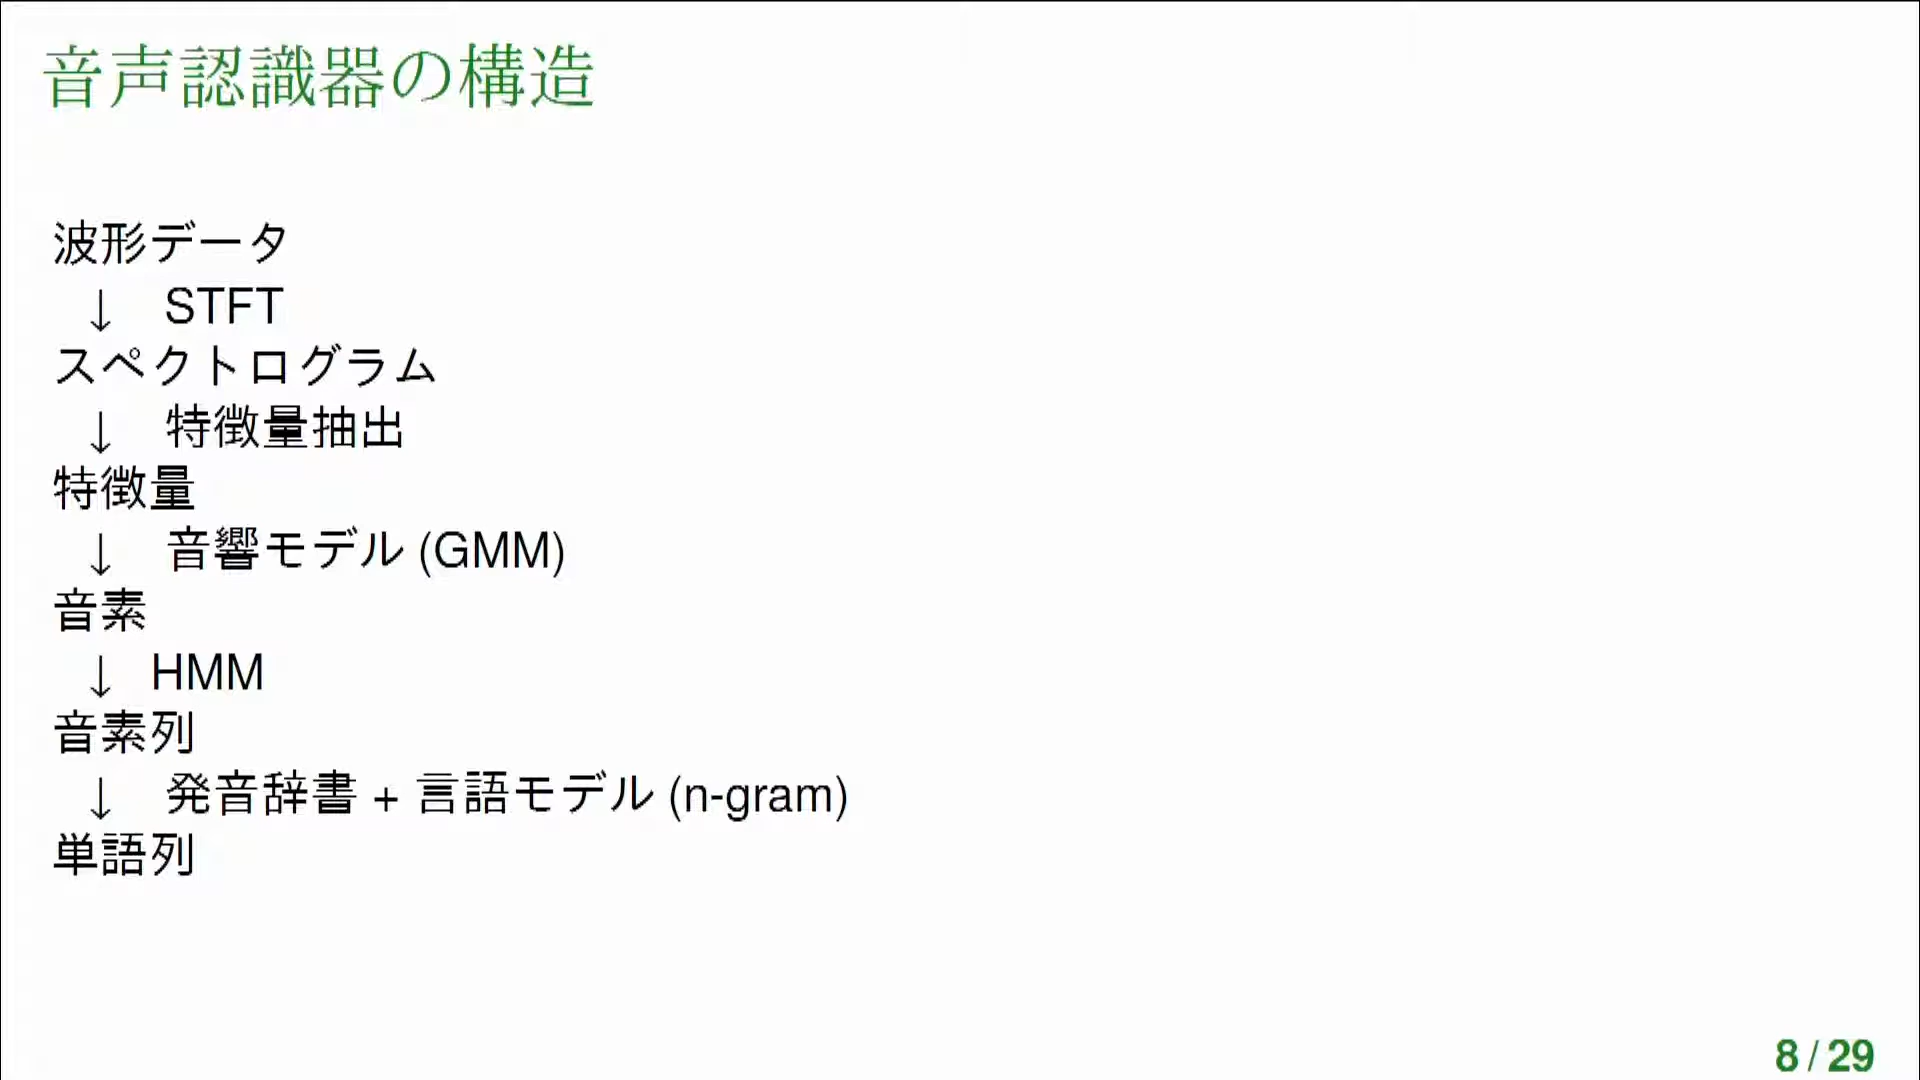 音声認識器の構造
波形データ
↓ STFT
スペクトログラム
↓ 特徴量抽出
特徴量
↓ 音響モデル (GMM)
音素
↓ HMM
音素列
↓ 発音辞書 + 言語モデル (n-gram)
単語列
8 / 29